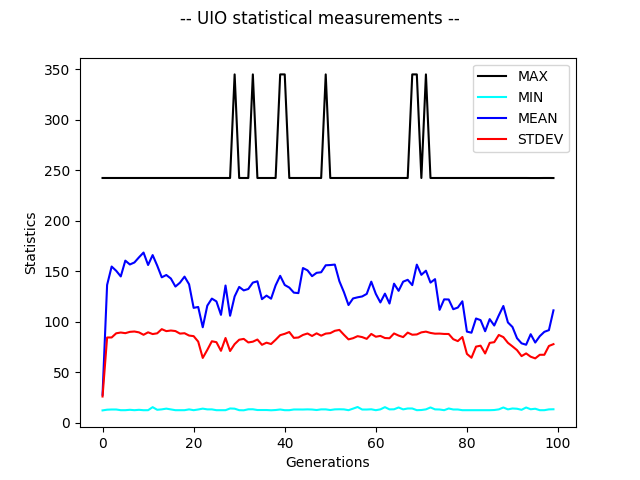 -- UIO statistical measurements --
350
300
250
200
150
100
50
0
Statistics
MAX
MIN
MEAN
STDEV
0 20 40 60 80 100
Generations